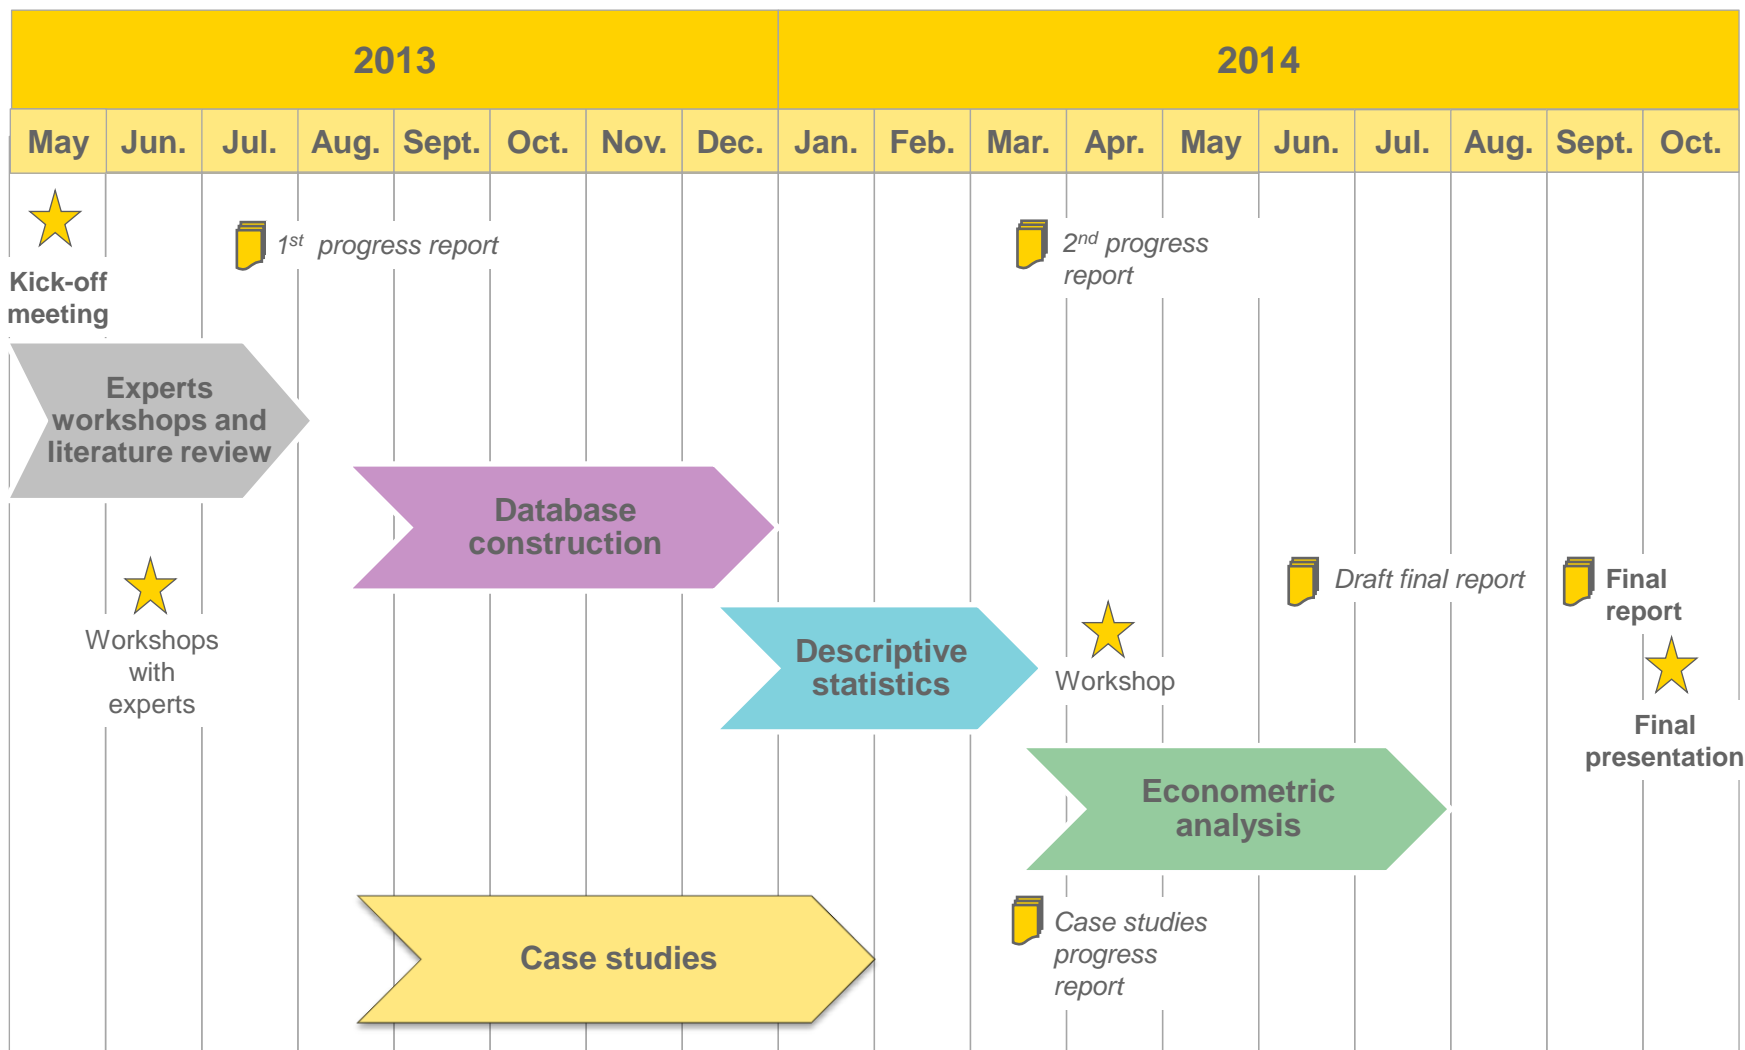 2013 2014
May Jun. Jul. Aug. Sept. Oct. Nov. Dec. Jan. Feb. Mar. Apr. May Jun. Jul. Aug. Sept. Oct.
Kick-off
meeting
1st progress report
2nd progress
report
Experts
workshops and
literature review
Database
construction
Workshops
with
experts
Descriptive
statistics
Workshop
Draft final report
Final
report
Final
presentation
Econometric
analysis
Case studies
Case studies
progress
report